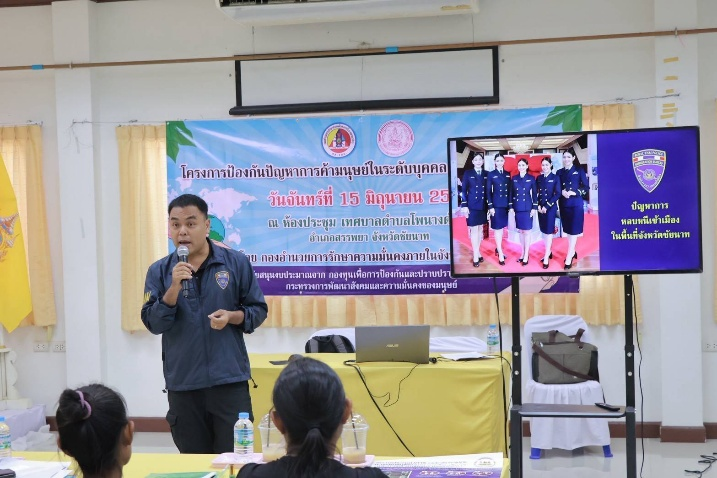 โครงการป้องกันปัญหาการค้ามนุษย์ในระดับบุคคล
วันจันทร์ที่ 15 มิถุนายน 25
ณ ห้องประชุม เทศบาลตำบลโพนางดำ
อำเภอสรรพยา จังหวัดชัยนาท
โดย กองอำนวยการรักษาความมั่นคงภายในจังหวัด
สนุนงบประมาณจาก กองทุนเพื่อการป้องกันและปราบปราม
กระทรวงการพัฒนาสังคมและความมั่นคงของมนุษย์
ปัญหาการ
หลบหนีเข้าเมือง
ในพื้นที่จังหวัดชัยนาท